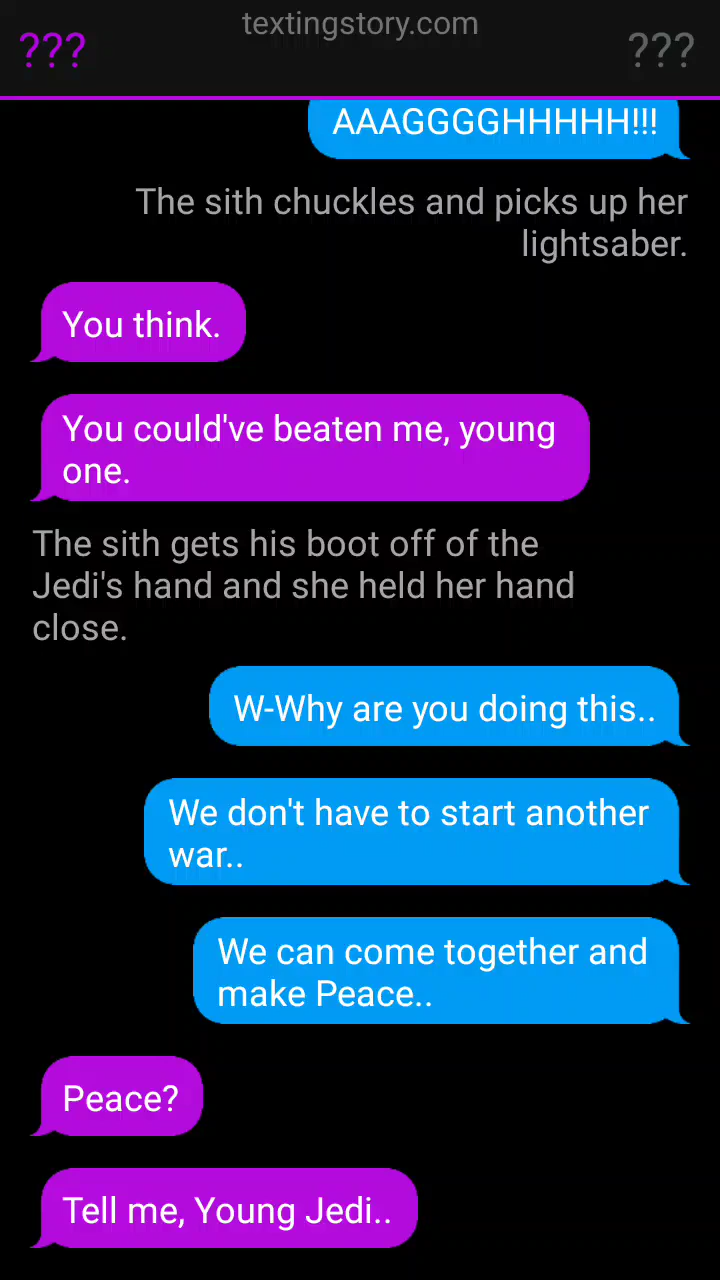 textingstory.com
???
???
AAAGGGGHHHHH!!!
The sith chuckles and picks up her
lightsaber.
You think.
You could've beaten me, young
one.
The sith gets his boot off of the
Jedi's hand and she held her hand
close.
W-Why are you doing this..
We don't have to start another
war..
We can come together and
make Peace..
Peace?
Tell me, Young Jedi..